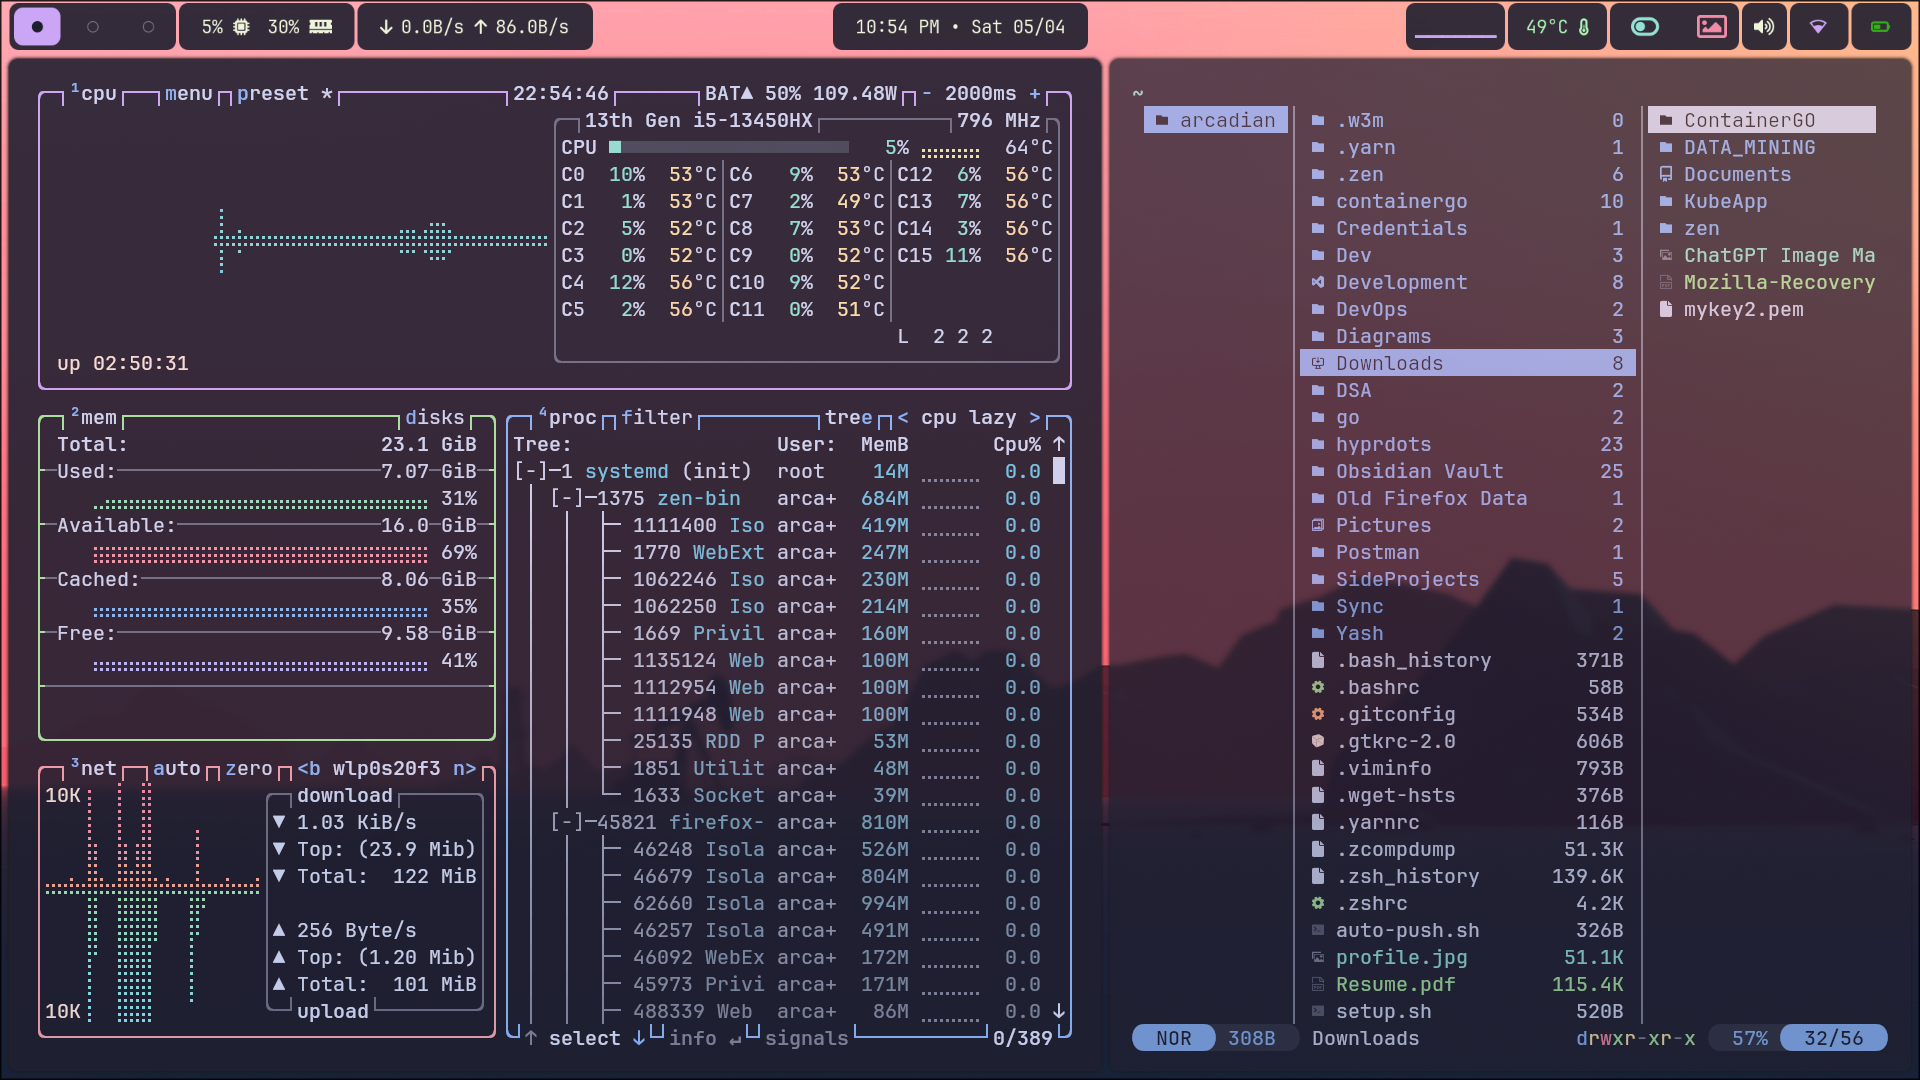 5% 30%
↓ 0.0B/s ↑ 86.0B/s
10:54 PM • Sat 05/04
49°C
1cpu menu preset * 22:54:46 BAT▲ 50% 109.48W - 2000ms +
13th Gen i5-13450HX 796 MHz
CPU 5% 64°C
C0 10% 53°C C6 9% 53°C C12 6% 56°C
C1 1% 53°C C7 2% 49°C C13 7% 56°C
C2 5% 52°C C8 7% 53°C C14 3% 56°C
C3 0% 52°C C9 0% 52°C C15 11% 56°C
C4 12% 56°C C10 9% 52°C
C5 2% 56°C C11 0% 51°C
L 2 2 2
up 02:50:31
2mem disks
Total: 23.1 GiB
Used: 7.07 GiB
31%
Available: 16.0 GiB
69%
Cached: 8.06 GiB
35%
Free: 9.58 GiB
41%
3net auto zero <b wlp0s20f3 n>
10K
download
▼ 1.03 KiB/s
▼ Top: (23.9 Mib)
▼ Total: 122 MiB
▲ 256 Byte/s
▲ Top: (1.20 Mib)
▲ Total: 101 MiB
10K
upload
4proc filter tree < cpu lazy >
Tree: User: MemB Cpu% ↑
[-]─1 systemd (init) root 14M 0.0
[-]─1375 zen-bin arca+ 684M 0.0
1111400 Iso arca+ 419M 0.0
1770 WebExt arca+ 247M 0.0
1062246 Iso arca+ 230M 0.0
1062250 Iso arca+ 214M 0.0
1669 Privil arca+ 160M 0.0
1135124 Web arca+ 100M 0.0
1112954 Web arca+ 100M 0.0
1111948 Web arca+ 100M 0.0
25135 RDD P arca+ 53M 0.0
1851 Utilit arca+ 48M 0.0
1633 Socket arca+ 39M 0.0
[-]─45821 firefox- arca+ 810M 0.0
46248 Isola arca+ 526M 0.0
46679 Isola arca+ 804M 0.0
62660 Isola arca+ 994M 0.0
46257 Isola arca+ 491M 0.0
46092 WebEx arca+ 172M 0.0
45973 Privi arca+ 171M 0.0
488339 Web arca+ 86M 0.0 ↓
↑ select ↓ info ↵ signals 0/389
~
arcadian
.w3m 0
.yarn 1
.zen 6
containergo 10
Credentials 1
Dev 3
Development 8
DevOps 2
Diagrams 3
Downloads 8
DSA 2
go 2
hyprdots 23
Obsidian Vault 25
Old Firefox Data 1
Pictures 2
Postman 1
SideProjects 5
Sync 1
Yash 2
.bash_history 371B
.bashrc 58B
.gitconfig 534B
.gtkrc-2.0 606B
.viminfo 793B
.wget-hsts 376B
.yarnrc 116B
.zcompdump 51.3K
.zsh_history 139.6K
.zshrc 4.2K
auto-push.sh 326B
profile.jpg 51.1K
Resume.pdf 115.4K
setup.sh 520B
ContainerGO
DATA_MINING
Documents
KubeApp
zen
ChatGPT Image Ma
Mozilla-Recovery
mykey2.pem
NOR 308B Downloads drwxr-xr-x 57% 32/56